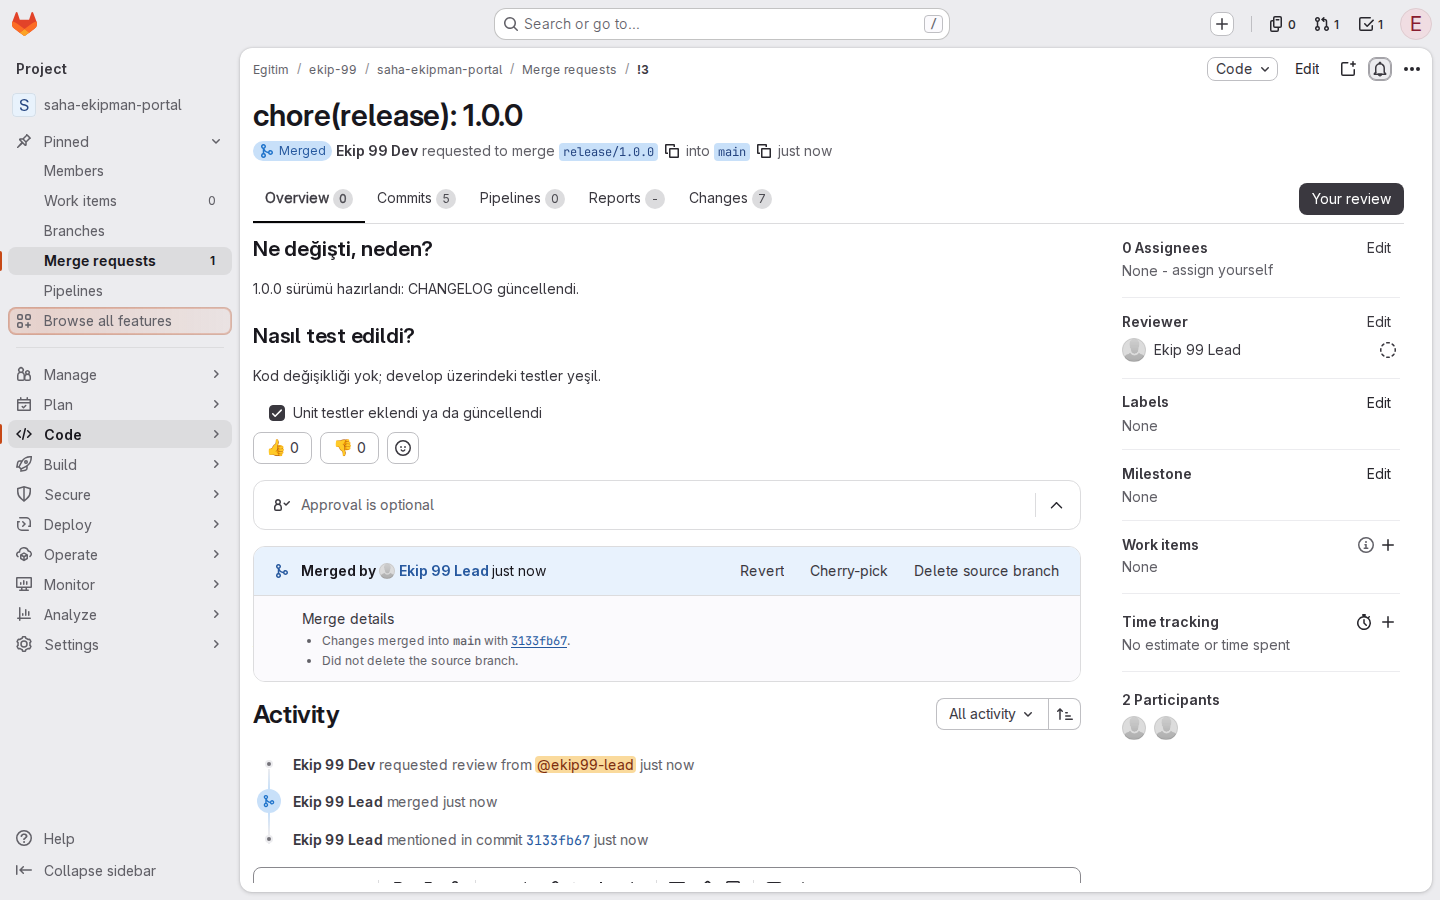 Search or go to...
/
0
1
1
E
Project
S
saha-ekipman-portal
Pinned
Members
Work items 0
Branches
Merge requests 1
Pipelines
Browse all features
Manage
Plan
Code
Build
Secure
Deploy
Operate
Monitor
Analyze
Settings
Help
Collapse sidebar
Egitim / ekip-99 / saha-ekipman-portal / Merge requests / !3
Code
Edit
chore(release): 1.0.0
Merged Ekip 99 Dev requested to merge release/1.0.0 into main just now
Overview 0
Commits 5
Pipelines 0
Reports -
Changes 7
Your review
Ne değişti, neden?
1.0.0 sürümü hazırlandı: CHANGELOG güncellendi.
Nasıl test edildi?
Kod değişikliği yok; develop üzerindeki testler yeşil.
Unit testler eklendi ya da güncellendi
👍 0
👎 0
Approval is optional
Merged by Ekip 99 Lead just now
Revert
Cherry-pick
Delete source branch
Merge details
Changes merged into main with 3133fb67.
Did not delete the source branch.
Activity
All activity
Ekip 99 Dev requested review from @ekip99-lead just now
Ekip 99 Lead merged just now
Ekip 99 Lead mentioned in commit 3133fb67 just now
0 Assignees
Edit
None - assign yourself
Reviewer
Edit
Ekip 99 Lead
Labels
Edit
None
Milestone
Edit
None
Work items
None
Time tracking
No estimate or time spent
2 Participants